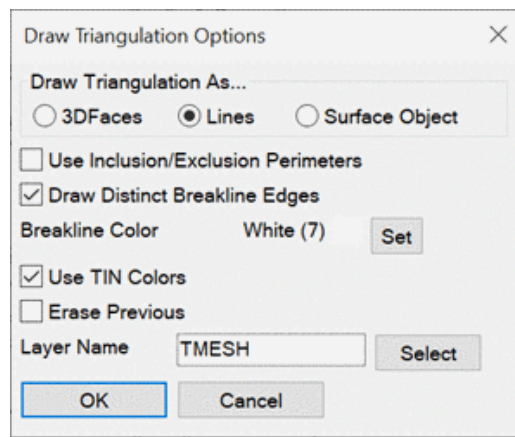 Draw Triangulation Options
Draw Triangulation As...
3DFaces Lines Surface Object
Use Inclusion/Exclusion Perimeters
Draw Distinct Breakline Edges
Breakline Color White (7) Set
Use TIN Colors
Erase Previous
Layer Name TMESH Select
OK Cancel